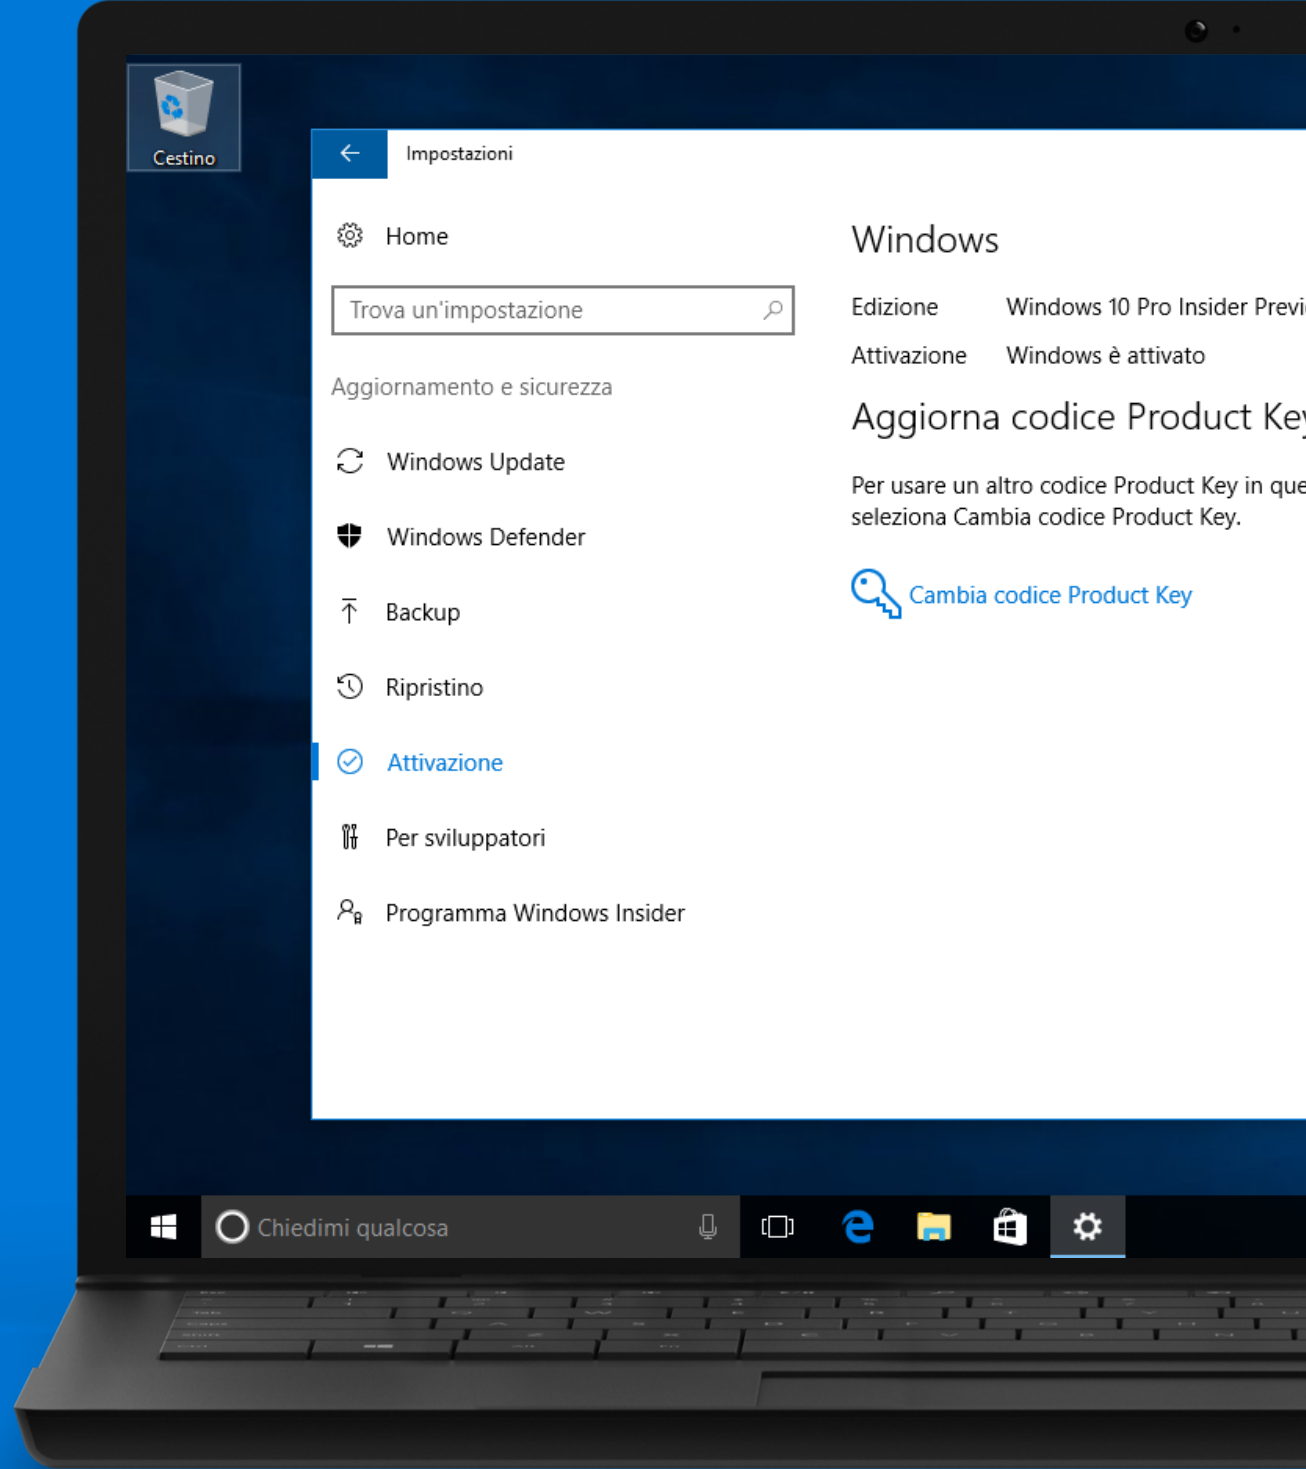 Cestino
Impostazioni
Home
Trova un'impostazione
Aggiornamento e sicurezza
Windows Update
Windows Defender
Backup
Ripristino
Attivazione
Per sviluppatori
Programma Windows Insider
Windows
Edizione Windows 10 Pro Insider
Attivazione Windows è attivato
Aggiorna codice Product Key
Per usare un altro codice Product Key in
seleziona Cambia codice Product Key.
Cambia codice Product Key
Chiedimi qualcosa